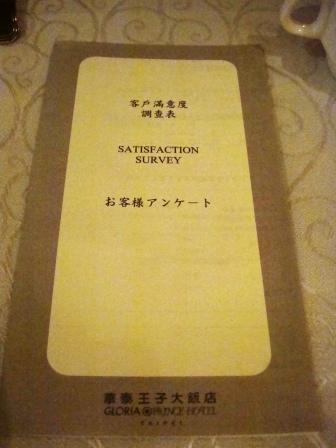 客戶滿意度
調查表
SATISFACTION
SURVEY
お客様アンケート
華泰王子大飯店
GLORIA PRINCE HOTEL
TAIPEI